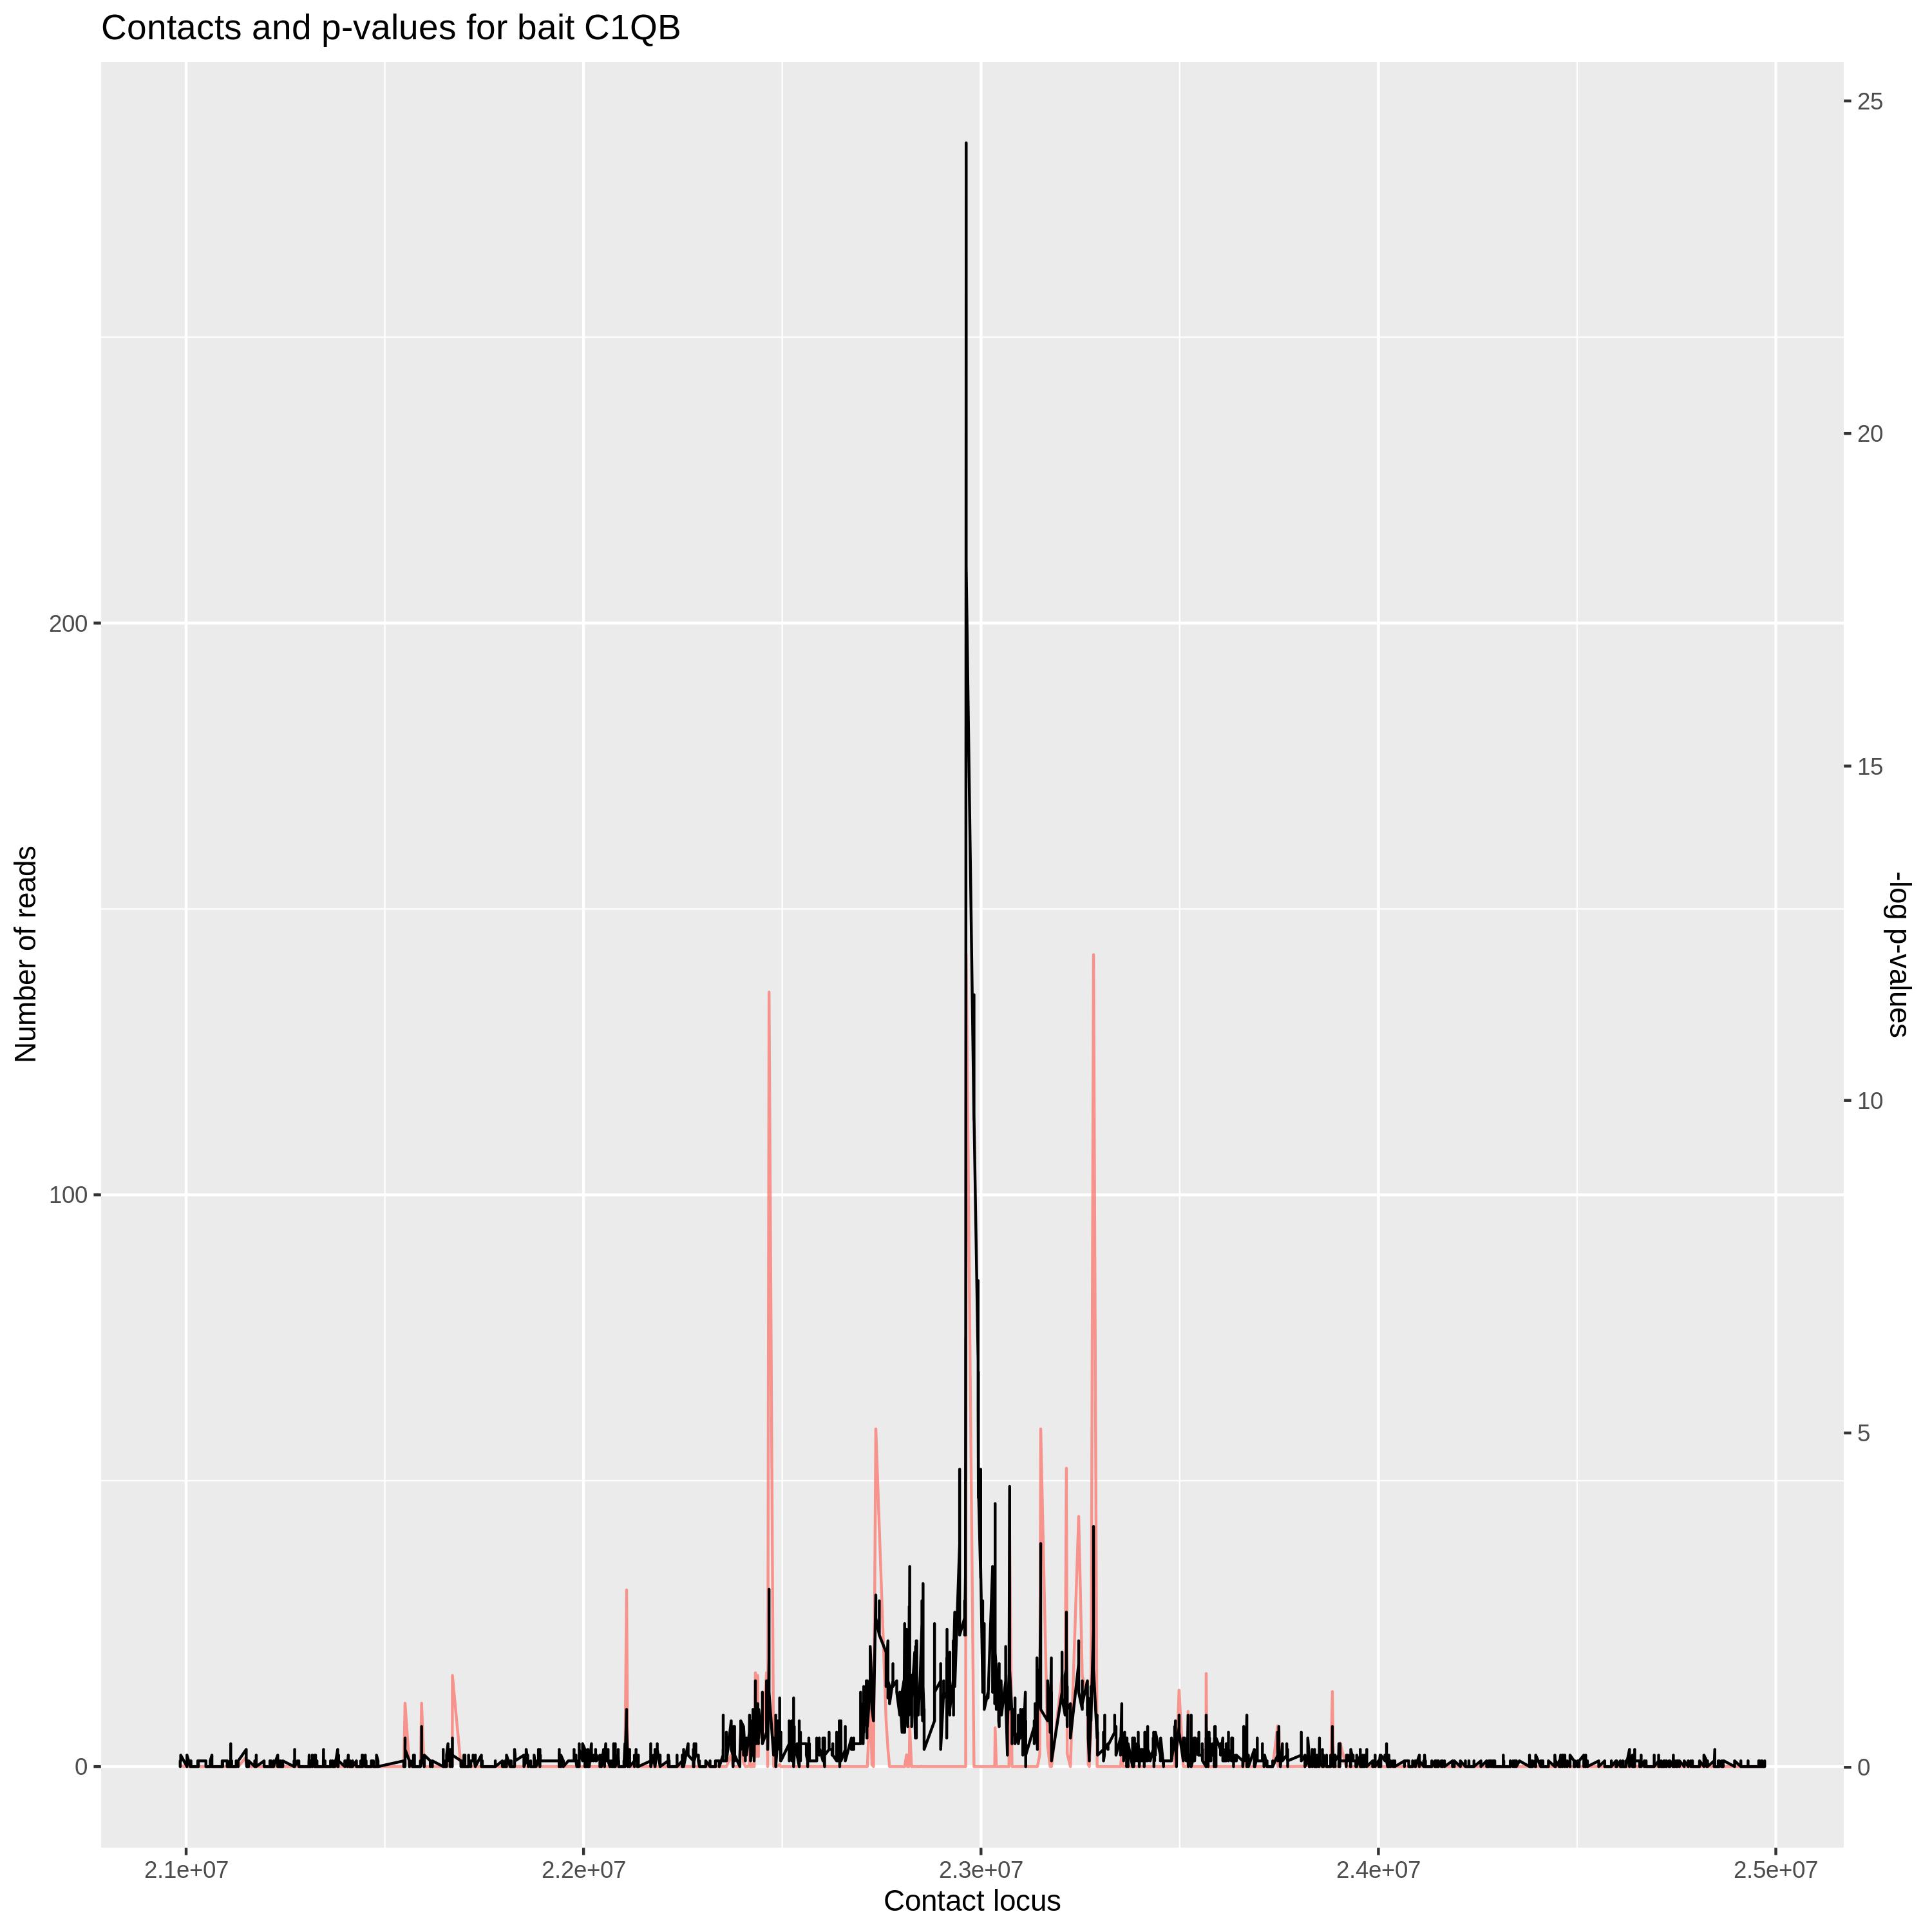 Contacts and p-values for bait C1QB
Number of reads
200
100
0
25
20
15
10
5
0
-log p-values
2.1e+07 2.2e+07 2.3e+07 2.4e+07 2.5e+07
Contact locus